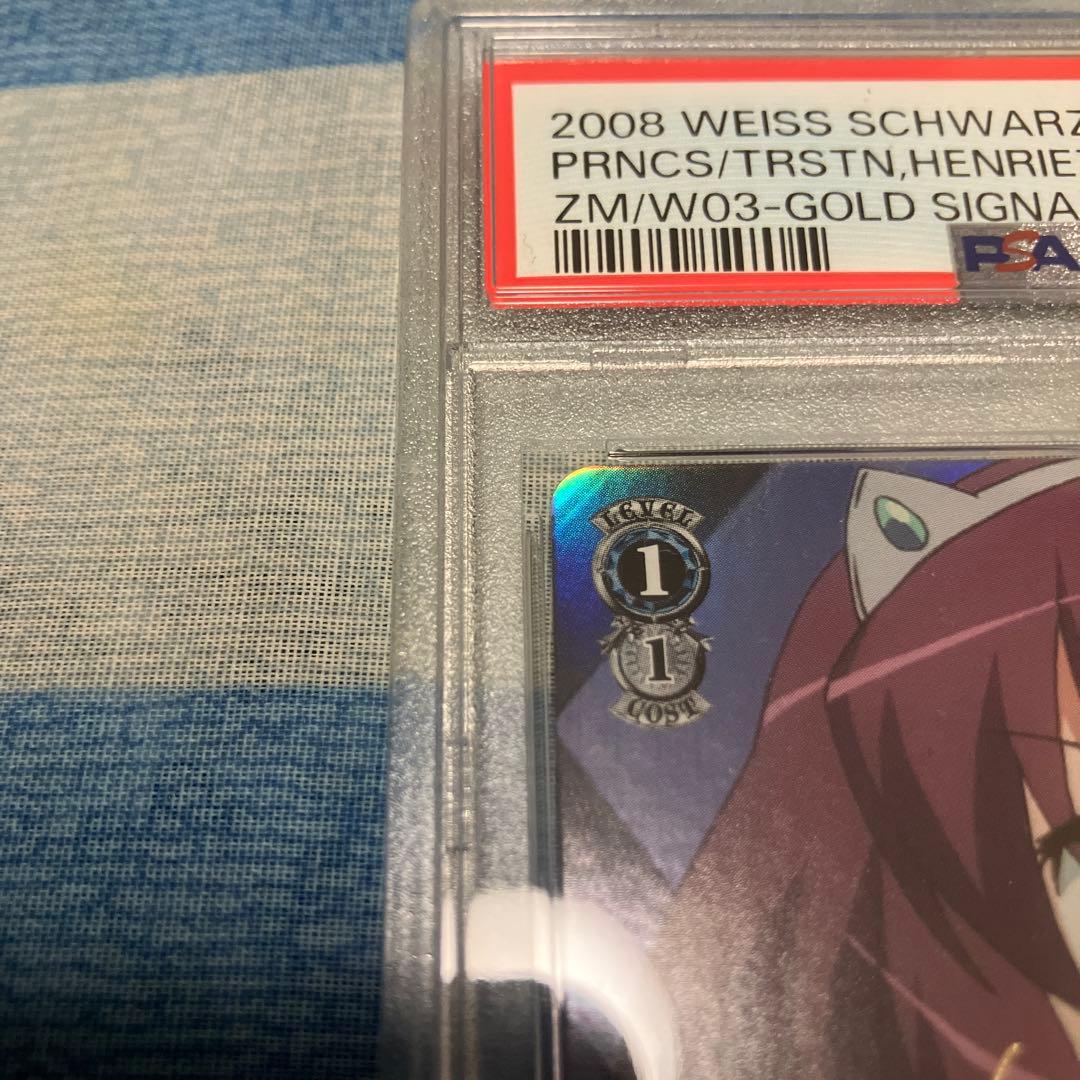 2008 WEISS SCHWARZ
PRNCS/TRSTN,HENRIET
ZM/W03-GOLD SIGNA
PSA
LEVEL
1
1
COST